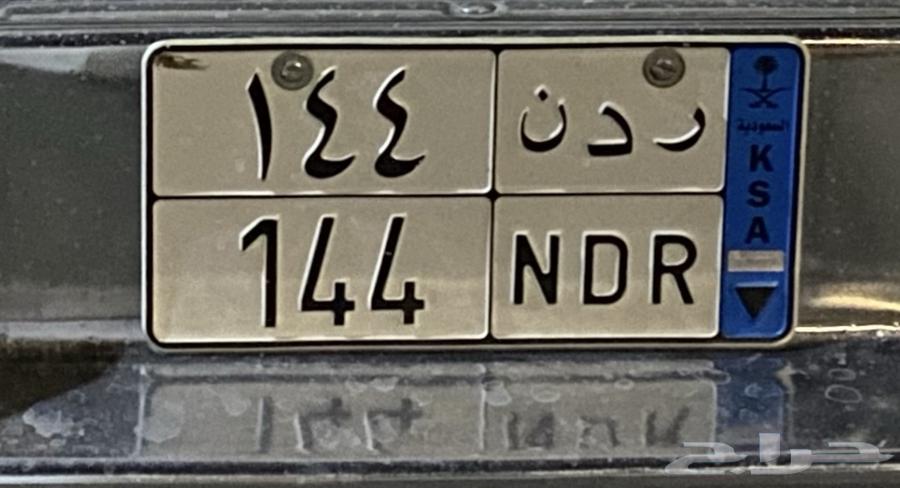 ١٤٤ ر د ن
144 NDR
السعودية
K
S
A
حراج